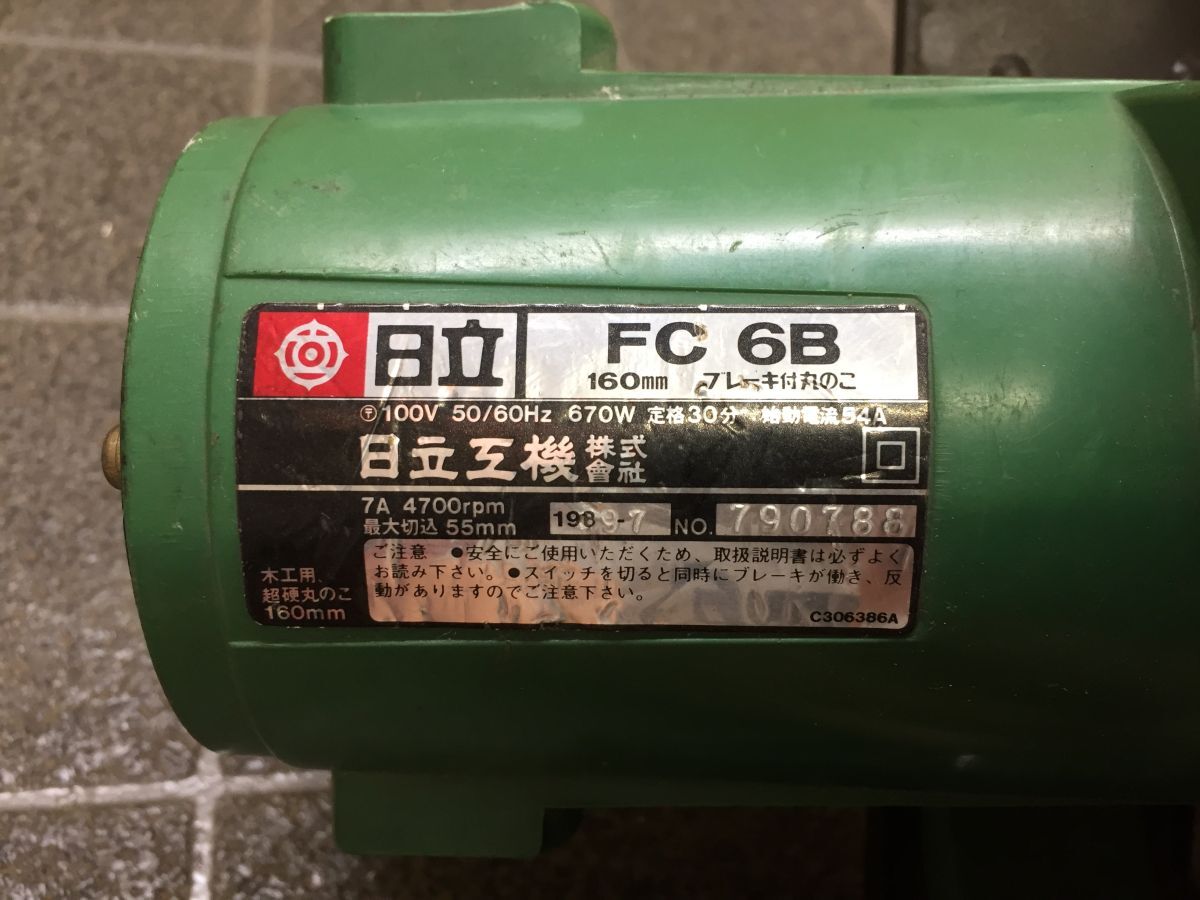 日立
FC 6B
160mm ブレーキ付丸のこ
〒 100V 50/60Hz 670W 定格30分 始動電流54A
日立工機株式會社
7A 4700rpm
最大切込 55mm
198 -7 NO. 790788
ご注意 ●安全にご使用いただくため、取扱説明書は必ずよく
お読み下さい。●スイッチを切ると同時にブレーキが働き、反
動がありますのでご注意下さい。
木工用、
超硬丸のこ
160mm
C306386A